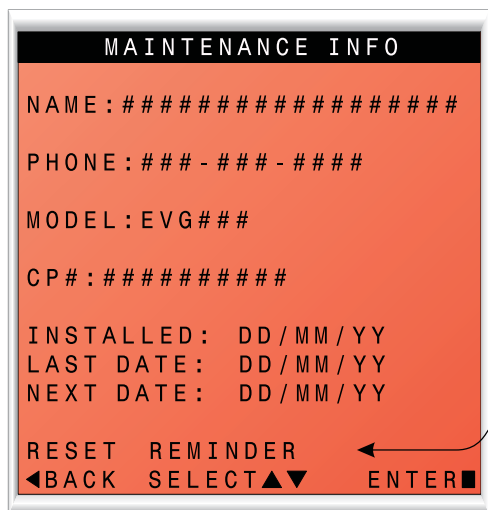 MAINTENANCE INFO
NAME:##################
PHONE:###-###-####
MODEL:EVG###
CP#:##########
INSTALLED: DD/MM/YY
LAST DATE: DD/MM/YY
NEXT DATE: DD/MM/YY
RESET REMINDER
◀BACK SELECT▲▼ ENTER■